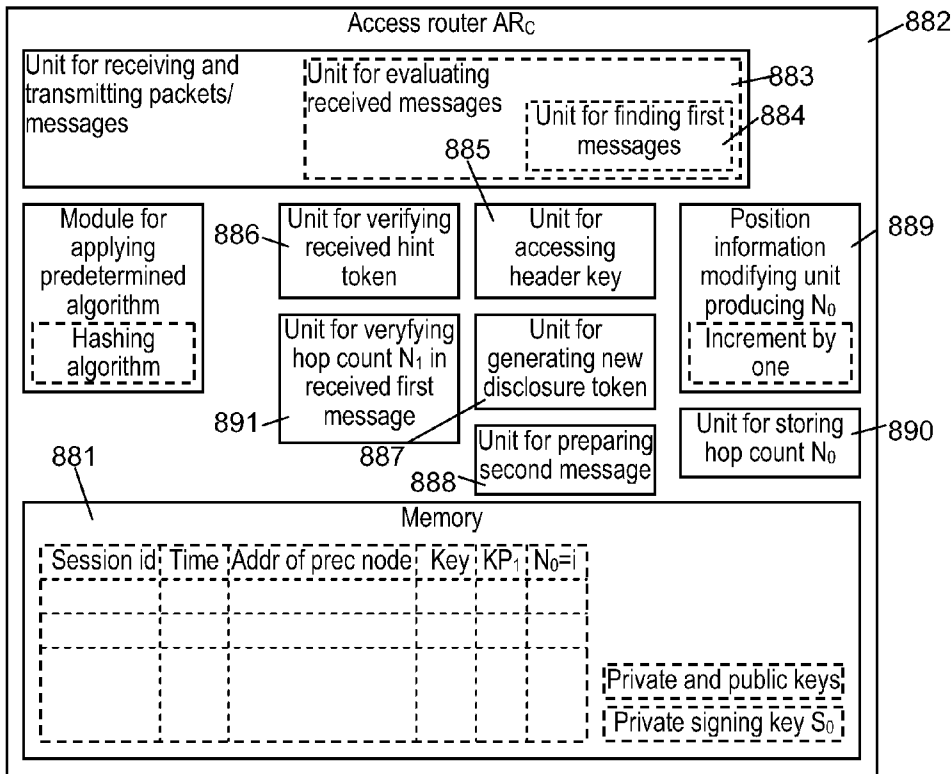 Access router ARC
882
Unit for receiving and
transmitting packets/
messages
Unit for evaluating
received messages
883
Unit for finding first
messages
884
885
Module for
applying
predetermined
algorithm
Hashing
algorithm
886
Unit for verifying
received hint
token
Unit for
accessing
header key
Position
information
modifying unit
producing N0
Increment by
one
889
Unit for veryfying
hop count N1 in
received first
message
891
Unit for
generating new
disclosure token
887
Unit for preparing
second message
888
Unit for storing
hop count N0
890
881
Memory
Session id Time Addr of prec node Key KP1 N0=i
Private and public keys
Private signing key S0